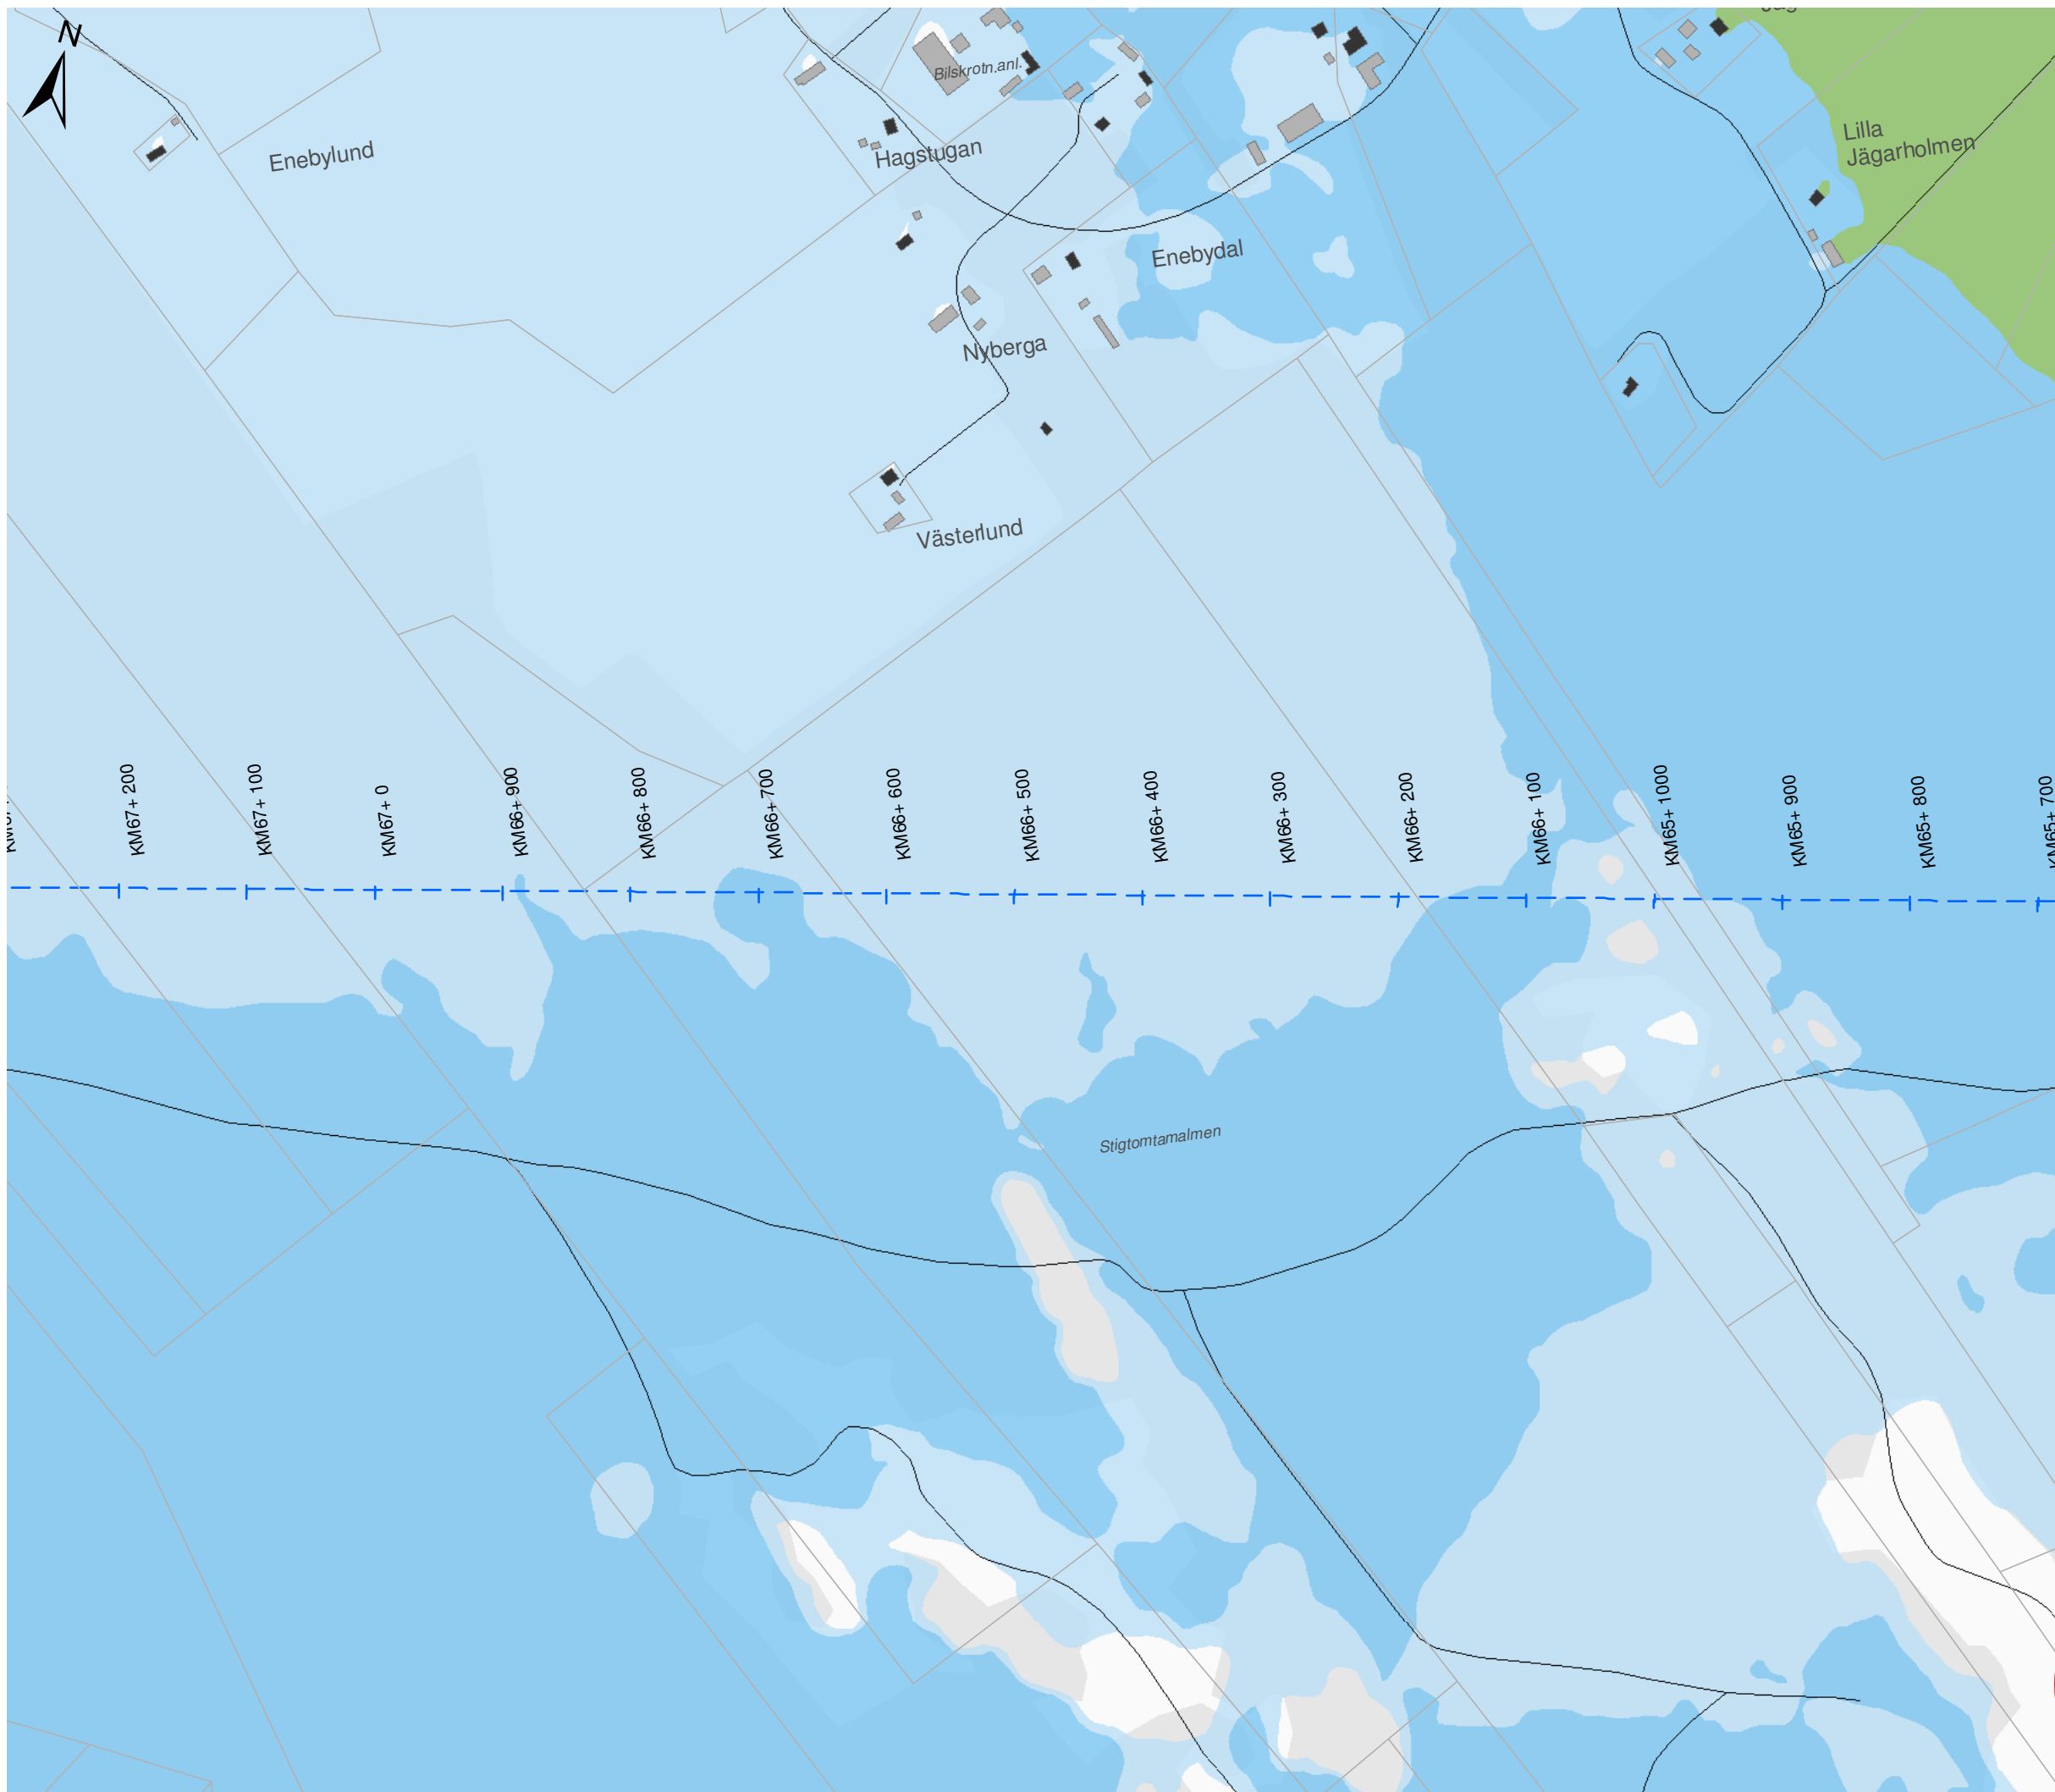 N
Bilskrotn.anl.
Enebylund
Hagstugan
Lilla
Jägarholmen
Enebydal
Nyberga
Västerlund
KM67+ 200
KM67+ 100
KM67+ 0
KM66+ 900
KM66+ 800
KM66+ 700
KM66+ 600
KM66+ 500
KM66+ 400
KM66+ 300
KM66+ 200
KM66+ 100
KM65+ 1000
KM65+ 900
KM65+ 800
KM65+ 700
Stigtomtamalmen